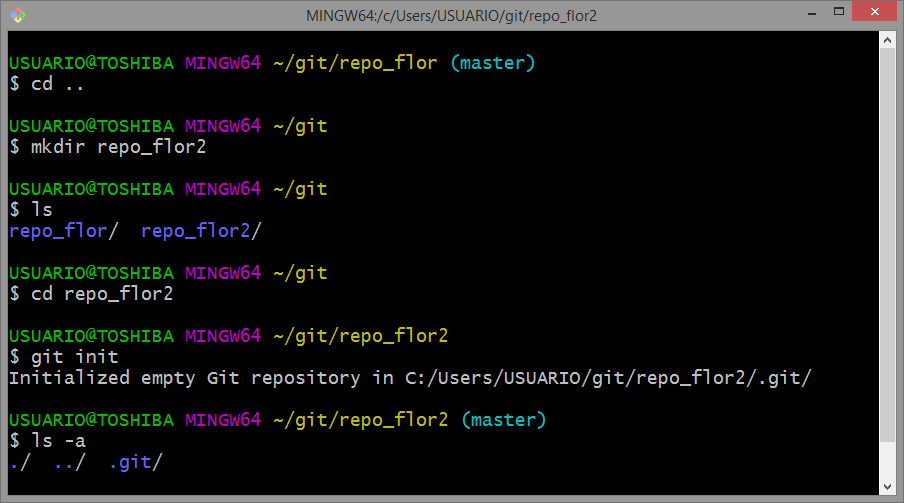 MINGW64:/c/Users/USUARIO/git/repo_flor2
USUARIO@TOSHIBA MINGW64 ~/git/repo_flor (master)
$ cd ..
USUARIO@TOSHIBA MINGW64 ~/git
$ mkdir repo_flor2
USUARIO@TOSHIBA MINGW64 ~/git
$ ls
repo_flor/  repo_flor2/
USUARIO@TOSHIBA MINGW64 ~/git
$ cd repo_flor2
USUARIO@TOSHIBA MINGW64 ~/git/repo_flor2
$ git init
Initialized empty Git repository in C:/Users/USUARIO/git/repo_flor2/.git/
USUARIO@TOSHIBA MINGW64 ~/git/repo_flor2 (master)
$ ls -a
./  ../  .git/